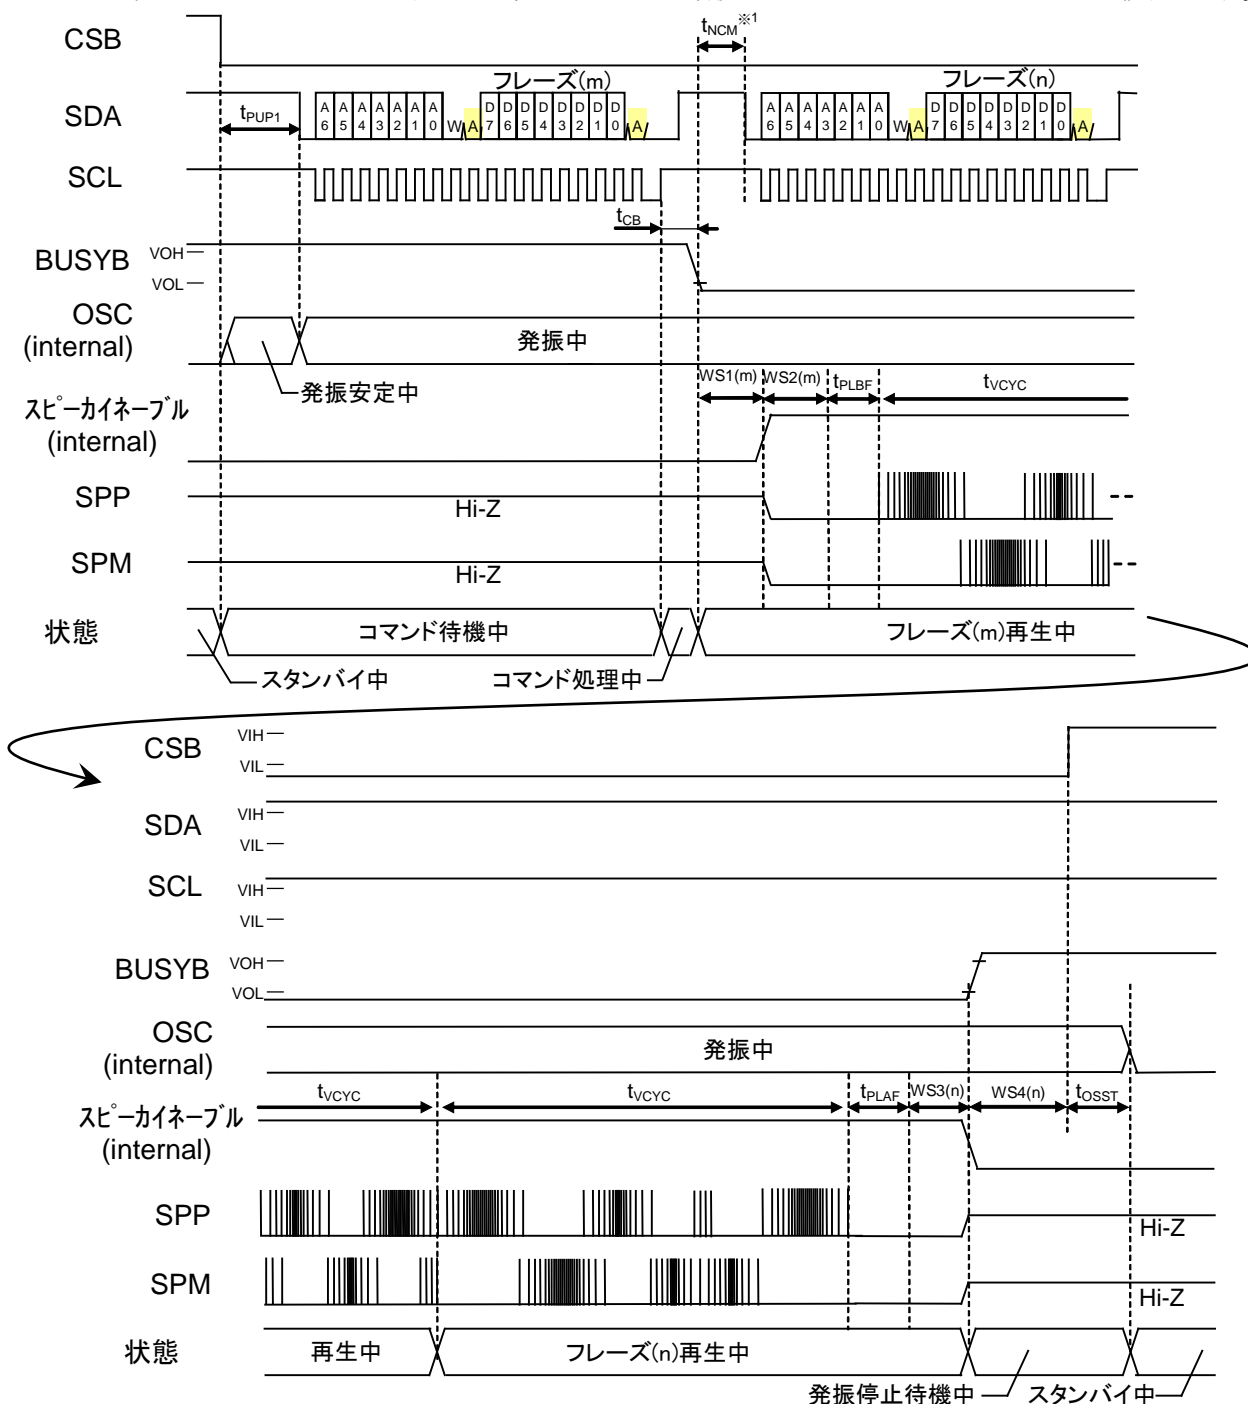 CSB
tNCM※1
フレーズ(m)
フレーズ(n)
SDA
tPUP1
A6 A5 A4 A3 A2 A1 A0 W A D7 D6 D5 D4 D3 D2 D1 D0 A
A6 A5 A4 A3 A2 A1 A0 W A D7 D6 D5 D4 D3 D2 D1 D0 A
SCL
tCB
BUSYB
VOH
VOL
OSC
(internal)
発振中
発振安定中
WS1(m)
WS2(m)
tPLBF
tVCYC
スピーカイネーブル
(internal)
SPP
Hi-Z
SPM
Hi-Z
状態
コマンド待機中
フレーズ(m)再生中
スタンバイ中
コマンド処理中
CSB
VIH
VIL
SDA
VIH
VIL
SCL
VIH
VIL
BUSYB
VOH
VOL
OSC
(internal)
発振中
tVCYC
tVCYC
tPLAF
WS3(n)
WS4(n)
tOSST
スピーカイネーブル
(internal)
SPP
Hi-Z
SPM
Hi-Z
状態
再生中
フレーズ(n)再生中
発振停止待機中
スタンバイ中